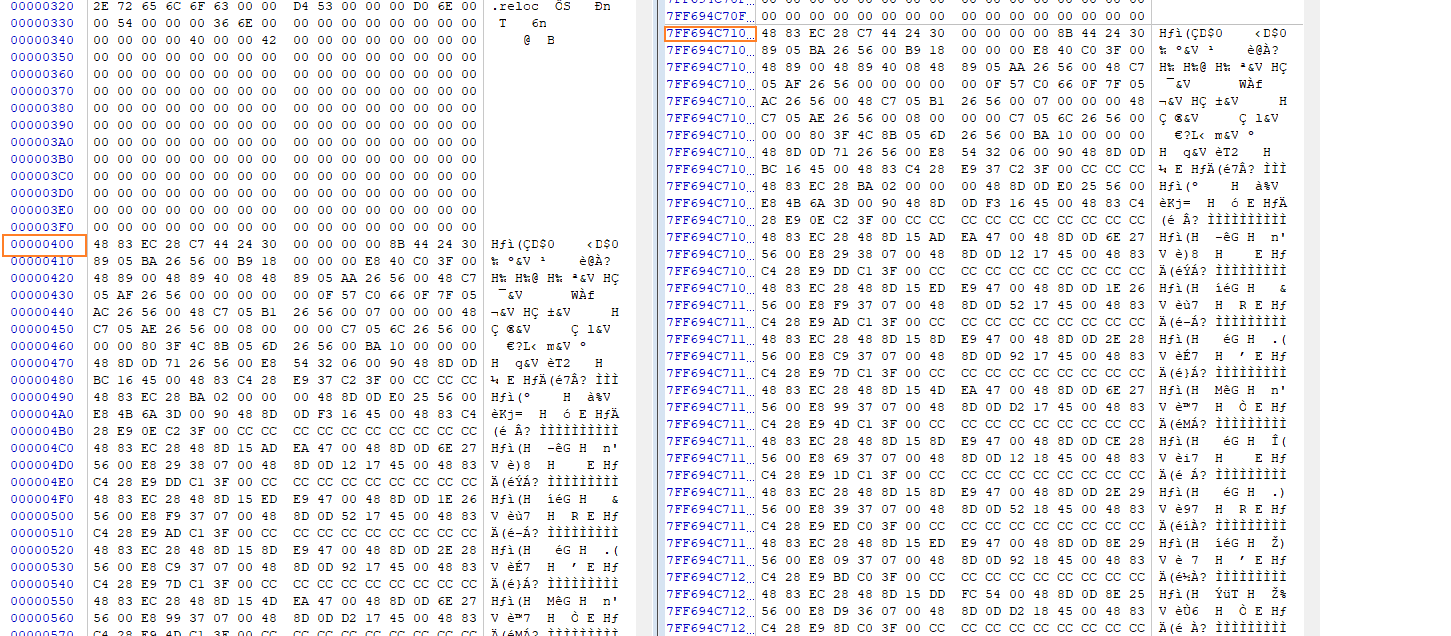 00000320 2E 72 65 6C 6F 63 00 00 D4 53 00 00 00 D0 6E 00 .reloc ÔS Ðn
00000330 00 54 00 00 00 36 6E 00 00 00 00 00 00 00 00 00 T 6n
00000340 00 00 00 00 40 00 00 42 00 00 00 00 00 00 00 00 @ B
00000350 00 00 00 00 00 00 00 00 00 00 00 00 00 00 00 00
00000360 00 00 00 00 00 00 00 00 00 00 00 00 00 00 00 00
00000370 00 00 00 00 00 00 00 00 00 00 00 00 00 00 00 00
00000380 00 00 00 00 00 00 00 00 00 00 00 00 00 00 00 00
00000390 00 00 00 00 00 00 00 00 00 00 00 00 00 00 00 00
000003A0 00 00 00 00 00 00 00 00 00 00 00 00 00 00 00 00
000003B0 00 00 00 00 00 00 00 00 00 00 00 00 00 00 00 00
000003C0 00 00 00 00 00 00 00 00 00 00 00 00 00 00 00 00
000003D0 00 00 00 00 00 00 00 00 00 00 00 00 00 00 00 00
000003E0 00 00 00 00 00 00 00 00 00 00 00 00 00 00 00 00
000003F0 00 00 00 00 00 00 00 00 00 00 00 00 00 00 00 00
00000400 48 83 EC 28 C7 44 24 30 00 00 00 00 8B 44 24 30 Hƒì(ÇD$0 ‹D$0
00000410 89 05 BA 26 56 00 B9 18 00 00 00 E8 40 C0 3F 00 ‰ º&V ¹ è@À?
00000420 48 89 00 48 89 40 08 48 89 05 AA 26 56 00 48 C7 H‰ H‰@ H‰ ª&V HÇ
00000430 05 AF 26 56 00 00 00 00 00 0F 57 C0 66 0F 7F 05 ¯&V WÀf
00000440 AC 26 56 00 48 C7 05 B1 26 56 00 07 00 00 00 48 ¬&V HÇ ±&V H
00000450 C7 05 AE 26 56 00 08 00 00 00 C7 05 6C 26 56 00 Ç ®&V Ç l&V
00000460 00 00 80 3F 4C 8B 05 6D 26 56 00 BA 10 00 00 00 €?L‹ m&V º
00000470 48 8D 0D 71 26 56 00 E8 54 32 06 00 90 48 8D 0D H q&V èT2 H
00000480 BC 16 45 00 48 83 C4 28 E9 37 C2 3F 00 CC CC CC ¼ E HƒÄ(é7Â? ÌÌÌ
00000490 48 83 EC 28 BA 02 00 00 00 48 8D 0D E0 25 56 00 Hƒì(º H à%V
000004A0 E8 4B 6A 3D 00 90 48 8D 0D F3 16 45 00 48 83 C4 èKj= H ó E HƒÄ
000004B0 28 E9 0E C2 3F 00 CC CC CC CC CC CC CC CC CC CC (é Â? ÌÌÌÌÌÌÌÌÌÌ
000004C0 48 83 EC 28 48 8D 15 AD EA 47 00 48 8D 0D 6E 27 Hƒì(H -êG H n'
000004D0 56 00 E8 29 38 07 00 48 8D 0D 12 17 45 00 48 83 V è)8 H E Hƒ
000004E0 C4 28 E9 DD C1 3F 00 CC CC CC CC CC CC CC CC CC Ä(éÝÁ? ÌÌÌÌÌÌÌÌÌ
000004F0 48 83 EC 28 48 8D 15 ED E9 47 00 48 8D 0D 1E 26 Hƒì(H íéG H &
00000500 56 00 E8 F9 37 07 00 48 8D 0D 52 17 45 00 48 83 V èù7 H R E Hƒ
00000510 C4 28 E9 AD C1 3F 00 CC CC CC CC CC CC CC CC CC Ä(é-Á? ÌÌÌÌÌÌÌÌÌ
00000520 48 83 EC 28 48 8D 15 8D E9 47 00 48 8D 0D 2E 28 Hƒì(H éG H .(
00000530 56 00 E8 C9 37 07 00 48 8D 0D 92 17 45 00 48 83 V èÉ7 H ’ E Hƒ
00000540 C4 28 E9 7D C1 3F 00 CC CC CC CC CC CC CC CC CC Ä(é}Á? ÌÌÌÌÌÌÌÌÌ
00000550 48 83 EC 28 48 8D 15 4D EA 47 00 48 8D 0D 6E 27 Hƒì(H MêG H n'
00000560 56 00 E8 99 37 07 00 48 8D 0D D2 17 45 00 48 83 V è™7 H Ò E Hƒ
00000570 C4 28 E9 4D C1 3F 00 CC CC CC CC CC CC CC CC CC Ä(éMÁ? ÌÌÌÌÌÌÌÌÌ
7FF694C70F... 00 00 00 00 00 00 00 00 00 00 00 00 00 00 00 00
7FF694C710... 48 83 EC 28 C7 44 24 30 00 00 00 00 8B 44 24 30 Hƒì(ÇD$0 ‹D$0
7FF694C710... 89 05 BA 26 56 00 B9 18 00 00 00 E8 40 C0 3F 00 ‰ º&V ¹ è@À?
7FF694C710... 48 89 00 48 89 40 08 48 89 05 AA 26 56 00 48 C7 H‰ H‰@ H‰ ª&V HÇ
7FF694C710... 05 AF 26 56 00 00 00 00 00 0F 57 C0 66 0F 7F 05 ¯&V WÀf
7FF694C710... AC 26 56 00 48 C7 05 B1 26 56 00 07 00 00 00 48 ¬&V HÇ ±&V H
7FF694C710... C7 05 AE 26 56 00 08 00 00 00 C7 05 6C 26 56 00 Ç ®&V Ç l&V
7FF694C710... 00 00 80 3F 4C 8B 05 6D 26 56 00 BA 10 00 00 00 €?L‹ m&V º
7FF694C710... 48 8D 0D 71 26 56 00 E8 54 32 06 00 90 48 8D 0D H q&V èT2 H
7FF694C710... BC 16 45 00 48 83 C4 28 E9 37 C2 3F 00 CC CC CC ¼ E HƒÄ(é7Â? ÌÌÌ
7FF694C710... 48 83 EC 28 BA 02 00 00 00 48 8D 0D E0 25 56 00 Hƒì(º H à%V
7FF694C710... E8 4B 6A 3D 00 90 48 8D 0D F3 16 45 00 48 83 C4 èKj= H ó E HƒÄ
7FF694C710... 28 E9 0E C2 3F 00 CC CC CC CC CC CC CC CC CC CC (é Â? ÌÌÌÌÌÌÌÌÌÌ
7FF694C710... 48 83 EC 28 48 8D 15 AD EA 47 00 48 8D 0D 6E 27 Hƒì(H -êG H n'
7FF694C710... 56 00 E8 29 38 07 00 48 8D 0D 12 17 45 00 48 83 V è)8 H E Hƒ
7FF694C710... C4 28 E9 DD C1 3F 00 CC CC CC CC CC CC CC CC CC Ä(éÝÁ? ÌÌÌÌÌÌÌÌÌ
7FF694C710... 48 83 EC 28 48 8D 15 ED E9 47 00 48 8D 0D 1E 26 Hƒì(H íéG H &
7FF694C711... 56 00 E8 F9 37 07 00 48 8D 0D 52 17 45 00 48 83 V èù7 H R E Hƒ
7FF694C711... C4 28 E9 AD C1 3F 00 CC CC CC CC CC CC CC CC CC Ä(é-Á? ÌÌÌÌÌÌÌÌÌ
7FF694C711... 48 83 EC 28 48 8D 15 8D E9 47 00 48 8D 0D 2E 28 Hƒì(H éG H .(
7FF694C711... 56 00 E8 C9 37 07 00 48 8D 0D 92 17 45 00 48 83 V èÉ7 H ’ E Hƒ
7FF694C711... C4 28 E9 7D C1 3F 00 CC CC CC CC CC CC CC CC CC Ä(é}Á? ÌÌÌÌÌÌÌÌÌ
7FF694C711... 48 83 EC 28 48 8D 15 4D EA 47 00 48 8D 0D 6E 27 Hƒì(H MêG H n'
7FF694C711... 56 00 E8 99 37 07 00 48 8D 0D D2 17 45 00 48 83 V è™7 H Ò E Hƒ
7FF694C711... C4 28 E9 4D C1 3F 00 CC CC CC CC CC CC CC CC CC Ä(éMÁ? ÌÌÌÌÌÌÌÌÌ
7FF694C711... 48 83 EC 28 48 8D 15 8D E9 47 00 48 8D 0D CE 28 Hƒì(H éG H Î(
7FF694C711... 56 00 E8 69 37 07 00 48 8D 0D 12 18 45 00 48 83 V èi7 H E Hƒ
7FF694C711... C4 28 E9 1D C1 3F 00 CC CC CC CC CC CC CC CC CC Ä(é Á? ÌÌÌÌÌÌÌÌÌ
7FF694C711... 48 83 EC 28 48 8D 15 8D E9 47 00 48 8D 0D 2E 29 Hƒì(H éG H .)
7FF694C711... 56 00 E8 39 37 07 00 48 8D 0D 52 18 45 00 48 83 V è97 H R E Hƒ
7FF694C711... C4 28 E9 ED C0 3F 00 CC CC CC CC CC CC CC CC CC Ä(éíÀ? ÌÌÌÌÌÌÌÌÌ
7FF694C711... 48 83 EC 28 48 8D 15 ED E9 47 00 48 8D 0D 8E 29 Hƒì(H íéG H Ž)
7FF694C711... 56 00 E8 09 37 07 00 48 8D 0D 92 18 45 00 48 83 V è 7 H ’ E Hƒ
7FF694C712... C4 28 E9 BD C0 3F 00 CC CC CC CC CC CC CC CC CC Ä(é½À? ÌÌÌÌÌÌÌÌÌ
7FF694C712... 48 83 EC 28 48 8D 15 DD FC 54 00 48 8D 0D 8E 25 Hƒì(H ÝüT H Ž%
7FF694C712... 56 00 E8 D9 36 07 00 48 8D 0D D2 18 45 00 48 83 V èÙ6 H Ò E Hƒ
7FF694C712... C4 28 E9 8D C0 3F 00 CC CC CC CC CC CC CC CC CC Ä(é À? ÌÌÌÌÌÌÌÌÌ